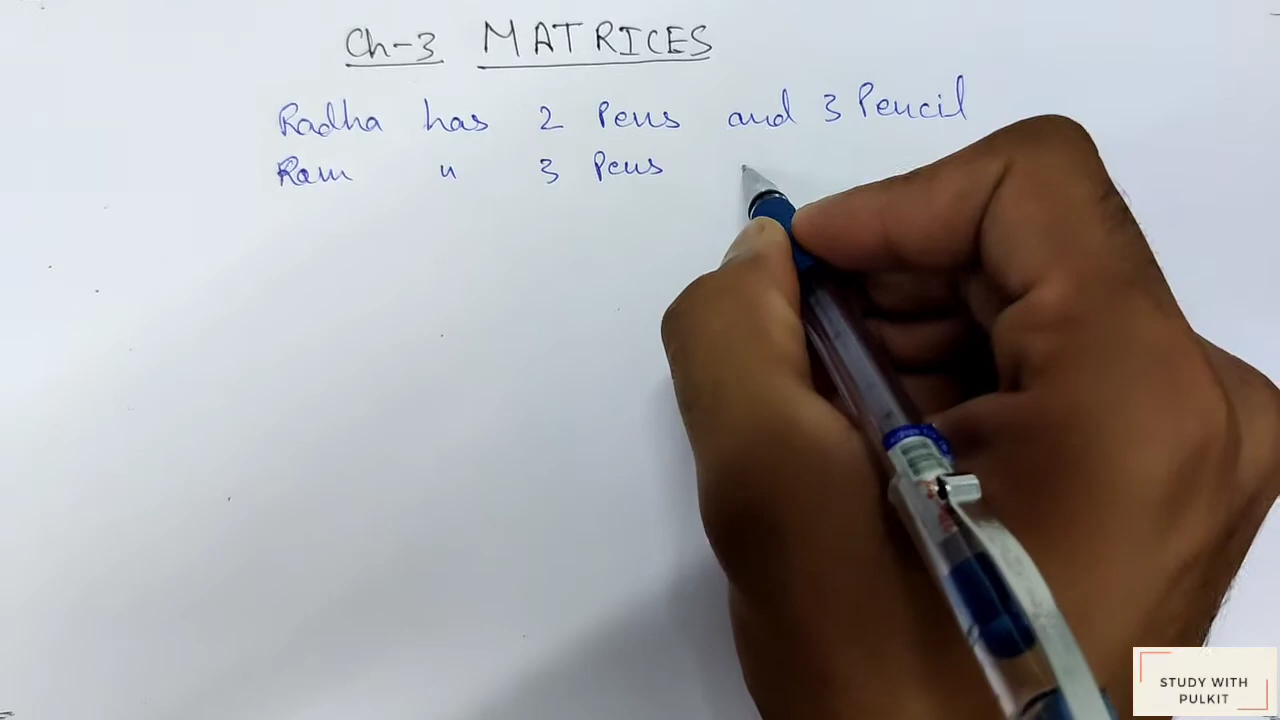 Ch-3 MATRICES
Radha has 2 Pens and 3 Pencil
Ram " 3 Pens
STUDY WITH
PULKIT